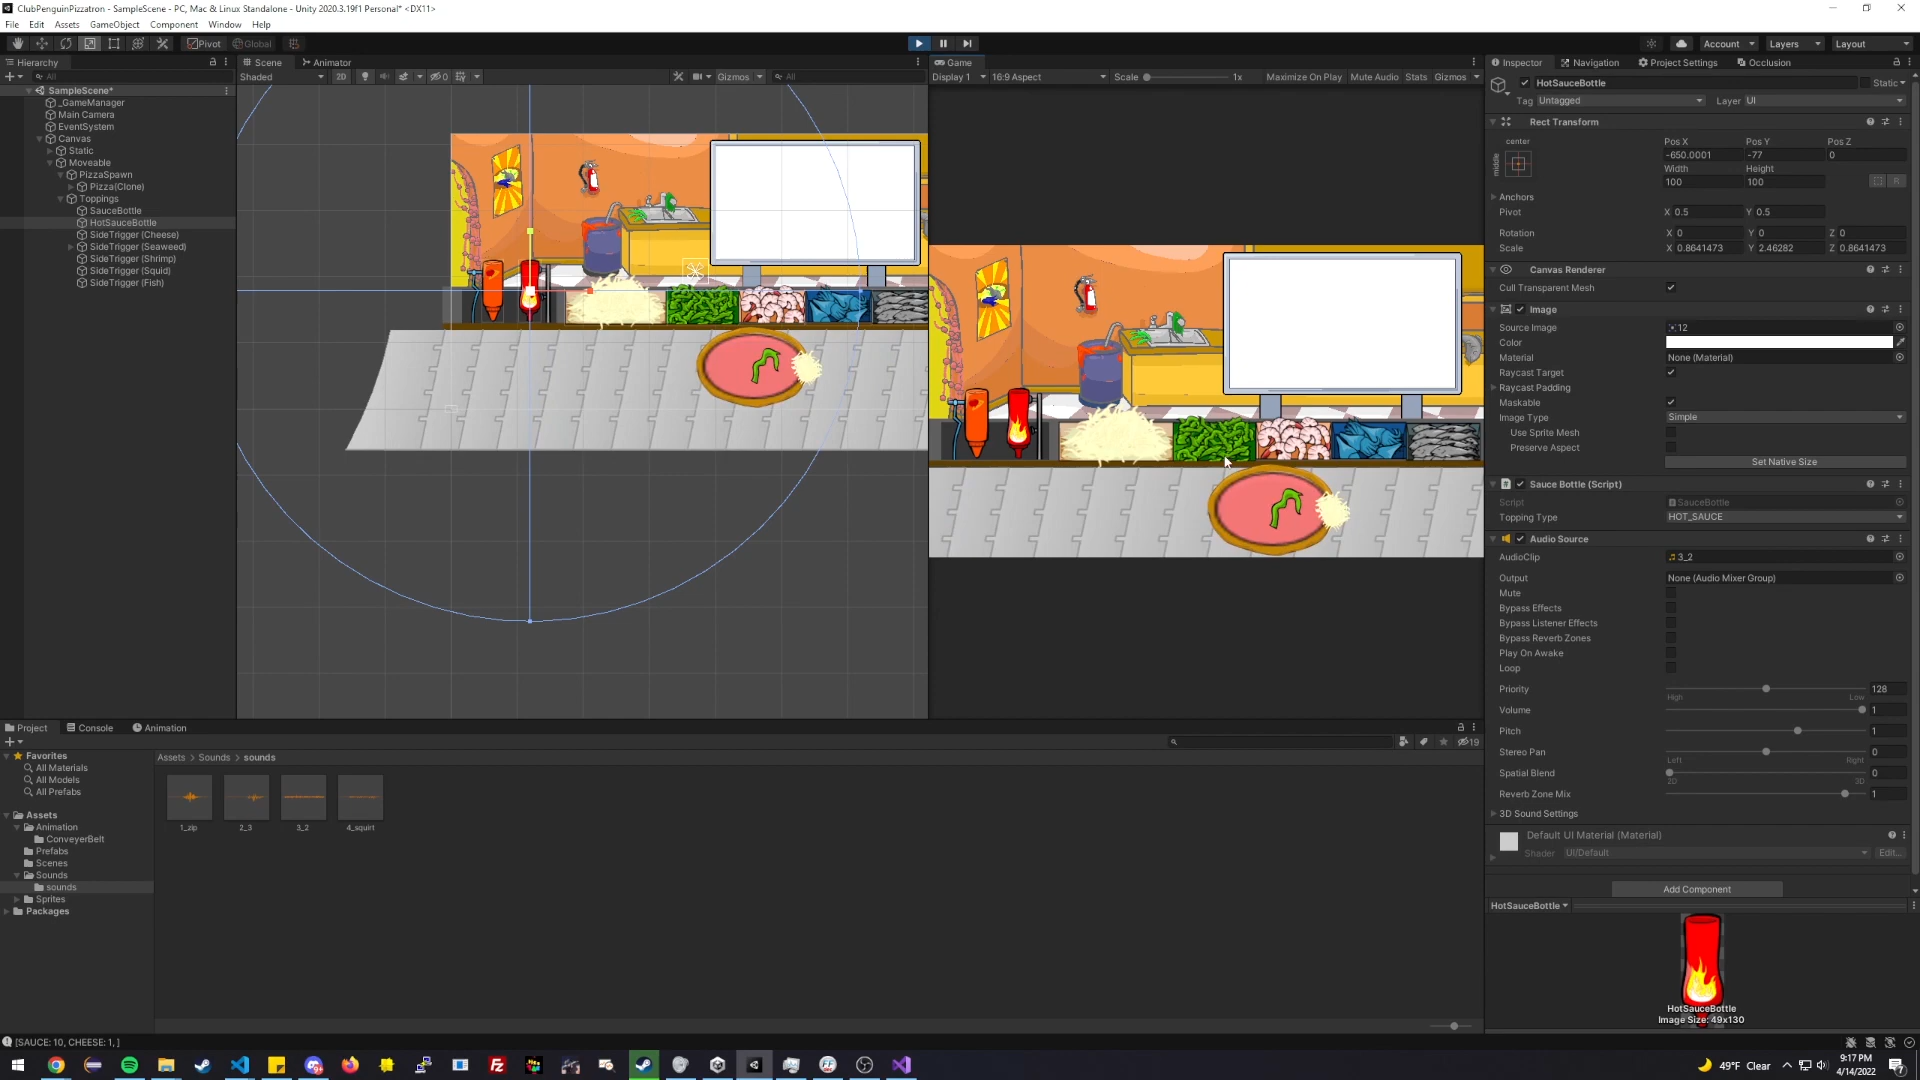 ClubPenguinPizzatron - SampleScene - PC, Mac & Linux Standalone - Unity 2020.3.19f1 Personal* <DX11>
File Edit Assets GameObject Component Window Help
Pivot Global Account Layers Layout
Hierarchy
All
SampleScene*
_GameManager
Main Camera
EventSystem
Canvas
Static
Moveable
PizzaSpawn
Pizza(Clone)
Toppings
SauceBottle
HotSauceBottle
SideTrigger (Cheese)
SideTrigger (Seaweed)
SideTrigger (Shrimp)
SideTrigger (Squid)
SideTrigger (Fish)
Scene Animator
Shaded 2D 0 Gizmos All
Game
Display 1 16:9 Aspect Scale 1x Maximize On Play Mute Audio Stats Gizmos
Inspector Navigation Project Settings Occlusion
HotSauceBottle Static
Tag Untagged Layer UI
Rect Transform
center
middle
Pos X Pos Y Pos Z
-650.0001 -77 0
Width Height
100 100
R
Anchors
Pivot X 0.5 Y 0.5
Rotation X 0 Y 0 Z 0
Scale X 0.8641473 Y 2.46282 Z 0.8641473
Canvas Renderer
Cull Transparent Mesh
Image
Source Image 12
Color
Material None (Material)
Raycast Target
Raycast Padding
Maskable
Image Type Simple
Use Sprite Mesh
Preserve Aspect
Set Native Size
Sauce Bottle (Script)
Script SauceBottle
Topping Type HOT_SAUCE
Audio Source
AudioClip 3_2
Output None (Audio Mixer Group)
Mute
Bypass Effects
Bypass Listener Effects
Bypass Reverb Zones
Play On Awake
Loop
Priority 128
High Low
Volume 1
Pitch 1
Stereo Pan 0
Left Right
Spatial Blend 0
2D 3D
Reverb Zone Mix 1
3D Sound Settings
Default UI Material (Material)
Shader UI/Default Edit...
Add Component
HotSauceBottle
HotSauceBottle
Image Size: 49x130
Project Console Animation
19
Favorites
All Materials
All Models
All Prefabs
Assets
Animation
ConveyerBelt
Prefabs
Scenes
Sounds
sounds
Sprites
Packages
Assets > Sounds > sounds
1_zip 2_3 3_2 4_squirt
[SAUCE: 10, CHEESE: 1, ]
49°F Clear
9:17 PM
4/14/2022
7